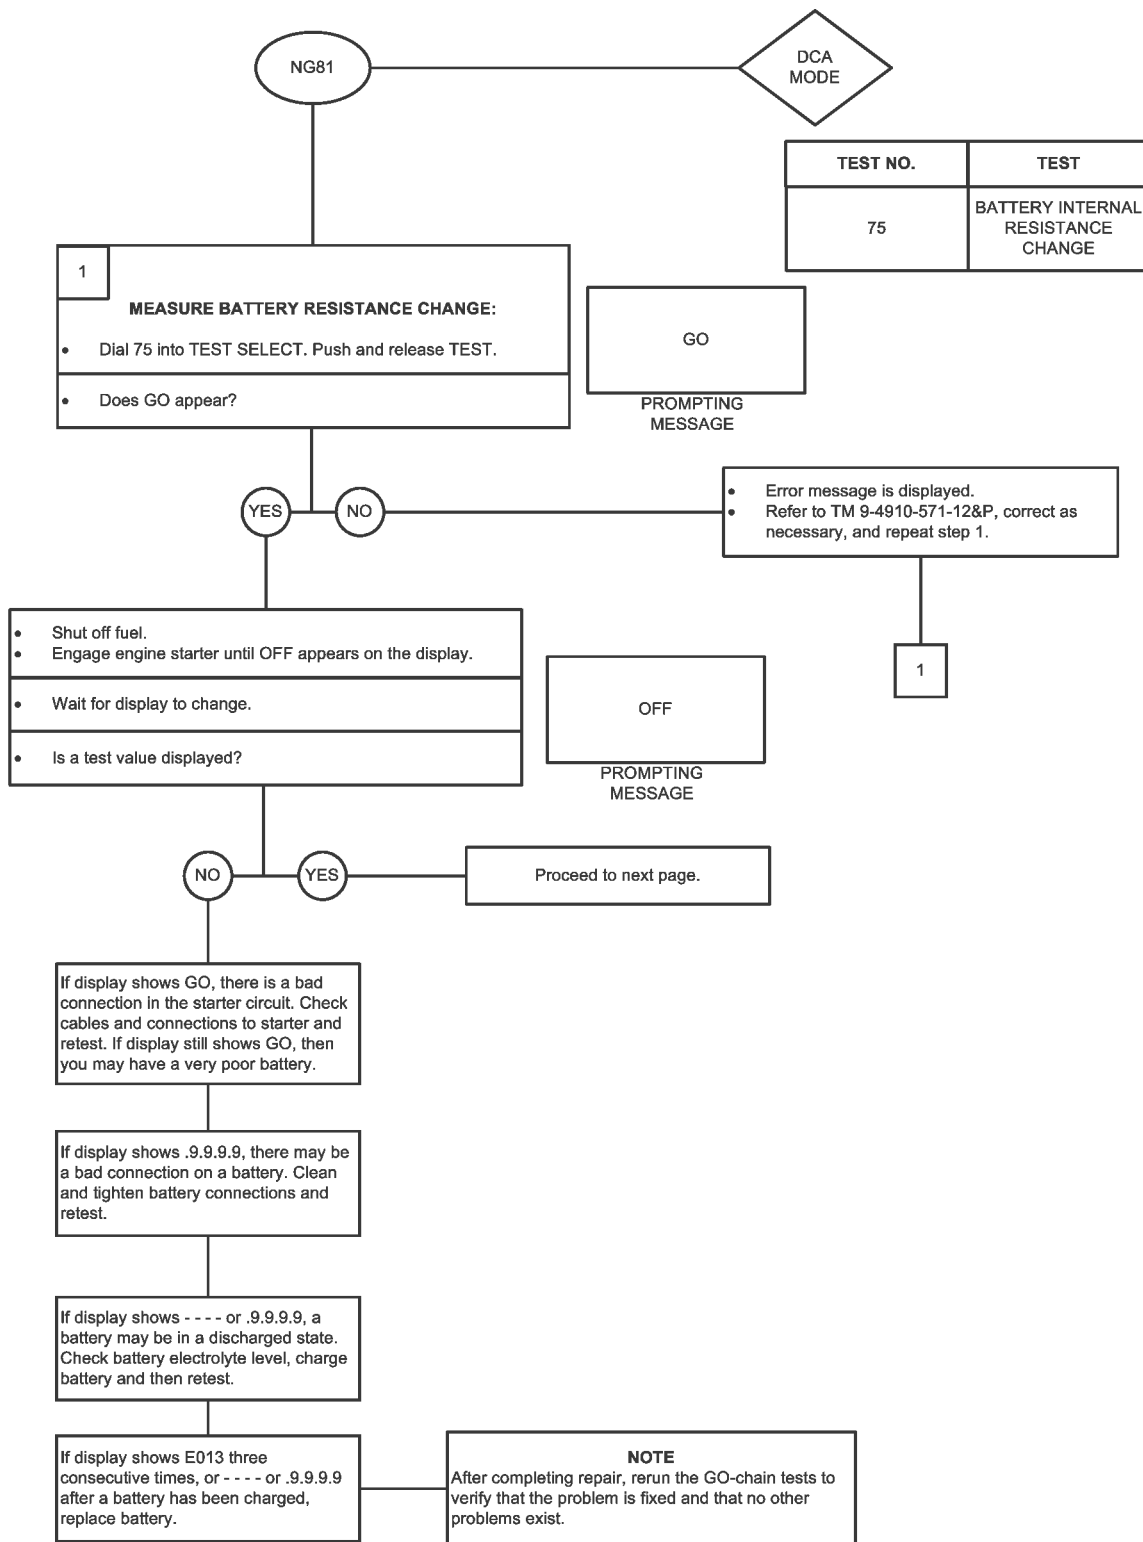 NG81
DCA
MODE
TEST NO.
TEST
75
BATTERY INTERNAL
RESISTANCE
CHANGE
1
MEASURE BATTERY RESISTANCE CHANGE:
• Dial 75 into TEST SELECT. Push and release TEST.
• Does GO appear?
GO
PROMPTING
MESSAGE
YES
NO
• Error message is displayed.
• Refer to TM 9-4910-571-12&P, correct as
necessary, and repeat step 1.
1
• Shut off fuel.
• Engage engine starter until OFF appears on the display.
• Wait for display to change.
• Is a test value displayed?
OFF
PROMPTING
MESSAGE
NO
YES
Proceed to next page.
If display shows GO, there is a bad
connection in the starter circuit. Check
cables and connections to starter and
retest. If display still shows GO, then
you may have a very poor battery.
If display shows .9.9.9.9, there may be
a bad connection on a battery. Clean
and tighten battery connections and
retest.
If display shows - - - - or .9.9.9.9, a
battery may be in a discharged state.
Check battery electrolyte level, charge
battery and then retest.
If display shows E013 three
consecutive times, or - - - - or .9.9.9.9
after a battery has been charged,
replace battery.
NOTE
After completing repair, rerun the GO-chain tests to
verify that the problem is fixed and that no other
problems exist.